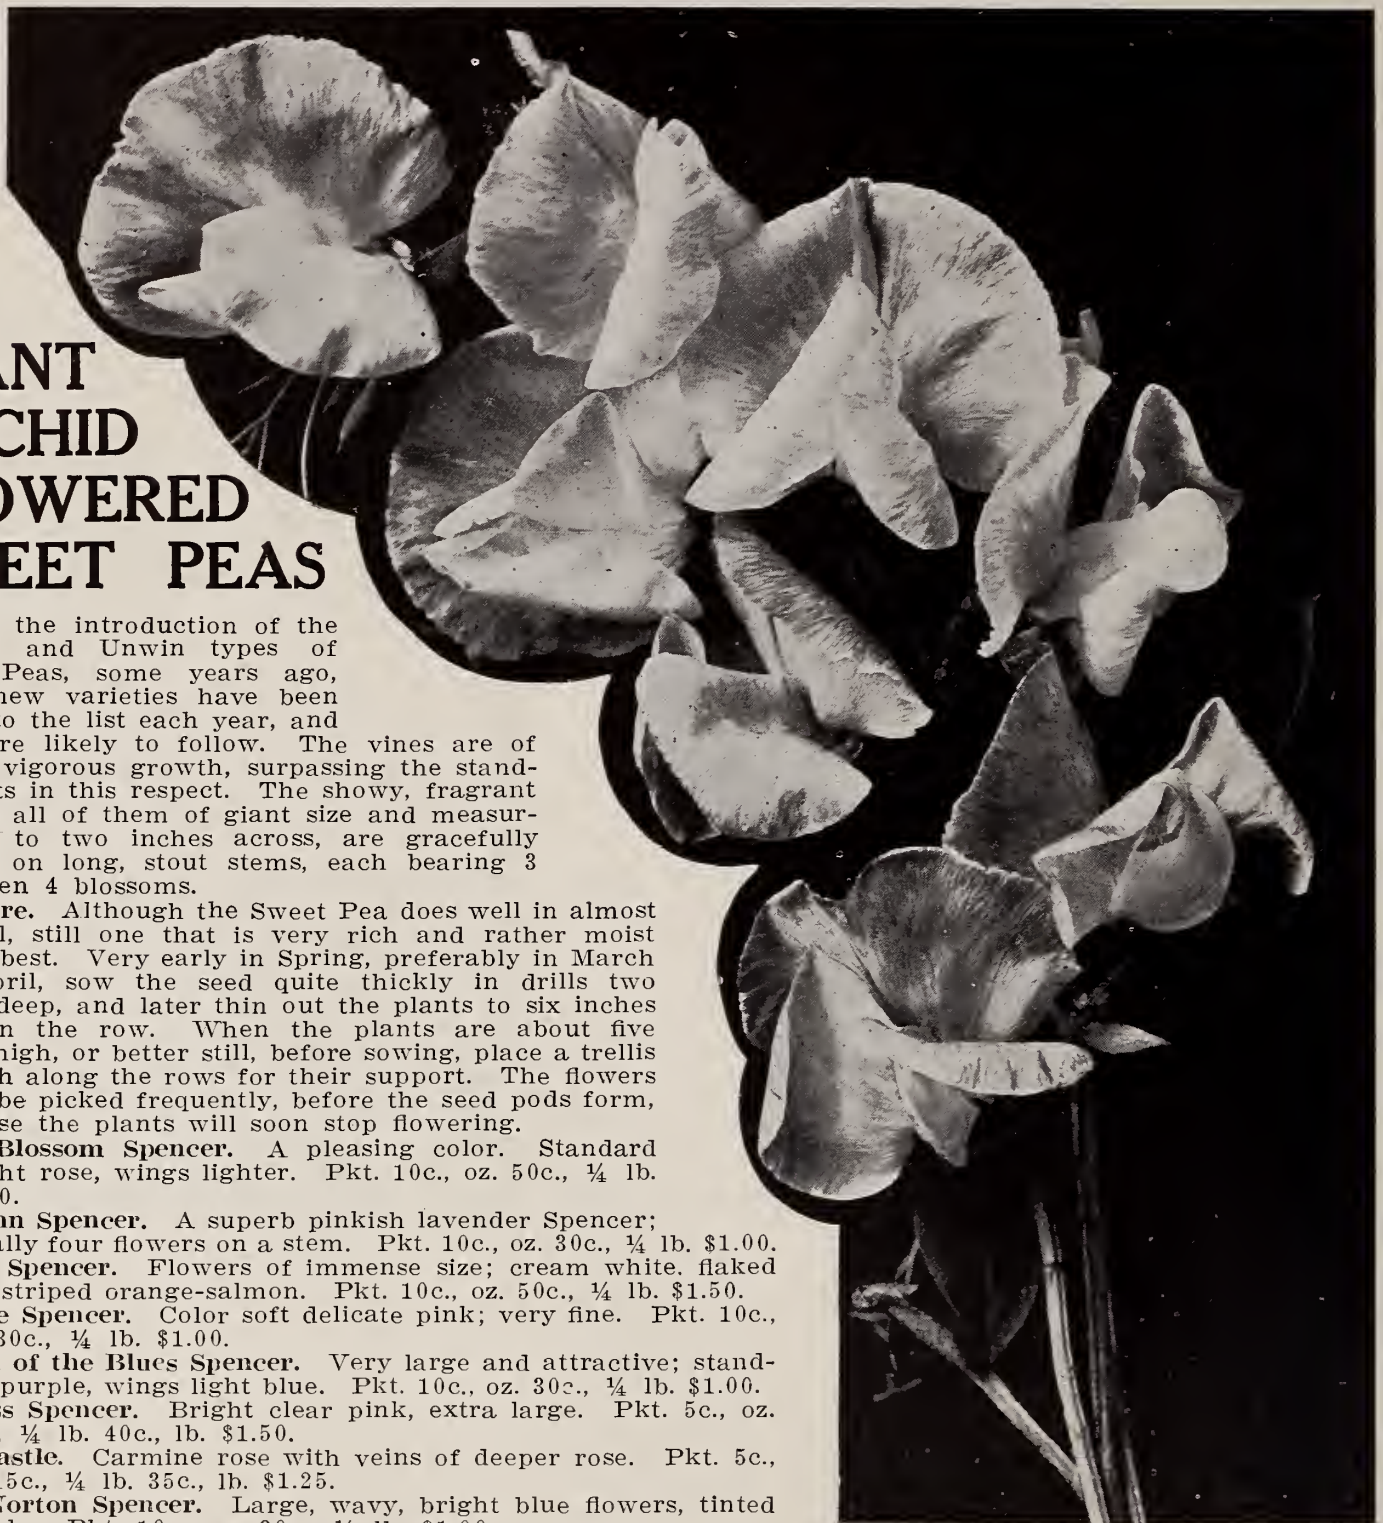 ANT
CHID
OWERED
EET PEAS
the introduction of the
and Unwin types of
Peas, some years ago,
new varieties have been
to the list each year, and
re likely to follow. The vines are of
vigorous growth, surpassing the stand-
ts in this respect. The showy, fragrant
all of them of giant size and measur-
to two inches across, are gracefully
on long, stout stems, each bearing 3
en 4 blossoms.
re. Although the Sweet Pea does well in almost
l, still one that is very rich and rather moist
best. Very early in Spring, preferably in March
pril, sow the seed quite thickly in drills two
deep, and later thin out the plants to six inches
n the row. When the plants are about five
high, or better still, before sowing, place a trellis
h along the rows for their support. The flowers
be picked frequently, before the seed pods form,
se the plants will soon stop flowering.
Blossom Spencer. A pleasing color. Standard
ht rose, wings lighter. Pkt. 10c., oz. 50c., ¼ lb.
0.
nn Spencer. A superb pinkish lavender Spencer;
ally four flowers on a stem. Pkt. 10c., oz. 30c., ¼ lb. $1.00.
Spencer. Flowers of immense size; cream white. flaked
striped orange-salmon. Pkt. 10c., oz. 50c., ¼ lb. $1.50.
e Spencer. Color soft delicate pink; very fine. Pkt. 10c.,
30c., ¼ lb. $1.00.
of the Blues Spencer. Very large and attractive; stand-
purple, wings light blue. Pkt. 10c., oz. 30c., ¼ lb. $1.00.
ss Spencer. Bright clear pink, extra large. Pkt. 5c., oz.
¼ lb. 40c., lb. $1.50.
astle. Carmine rose with veins of deeper rose. Pkt. 5c.,
15c., ¼ lb. 35c., lb. $1.25.
Norton Spencer. Large, wavy, bright blue flowers, tinted